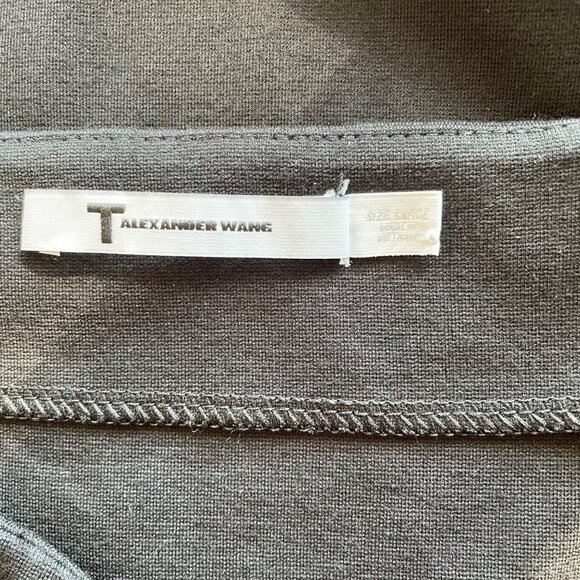 T ALEXANDER WANG
SIZE LARGE
MADE IN
VIETNAM